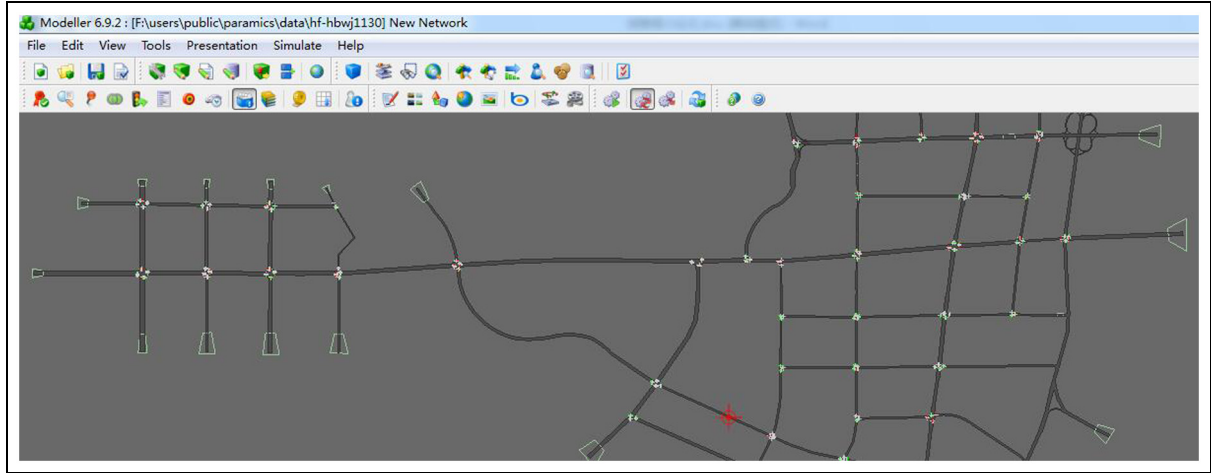 Modeller 6.9.2 : [F:\users\public\paramics\data\hf-hbwj1130] New Network
File Edit View Tools Presentation Simulate Help